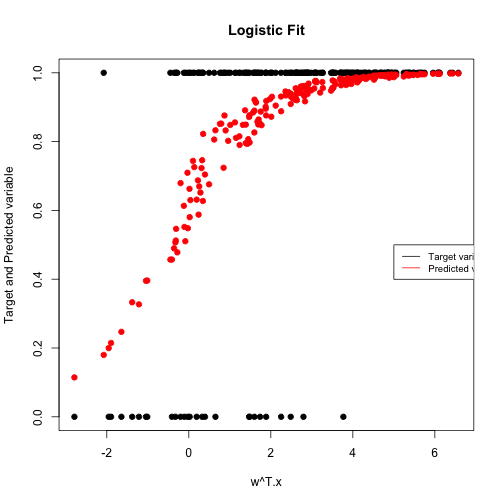 Logistic Fit
Target and Predicted variable
1.0
0.8
0.6
0.4
0.2
0.0
Target vari
Predicted v
-2
0
2
4
6
w^T.x